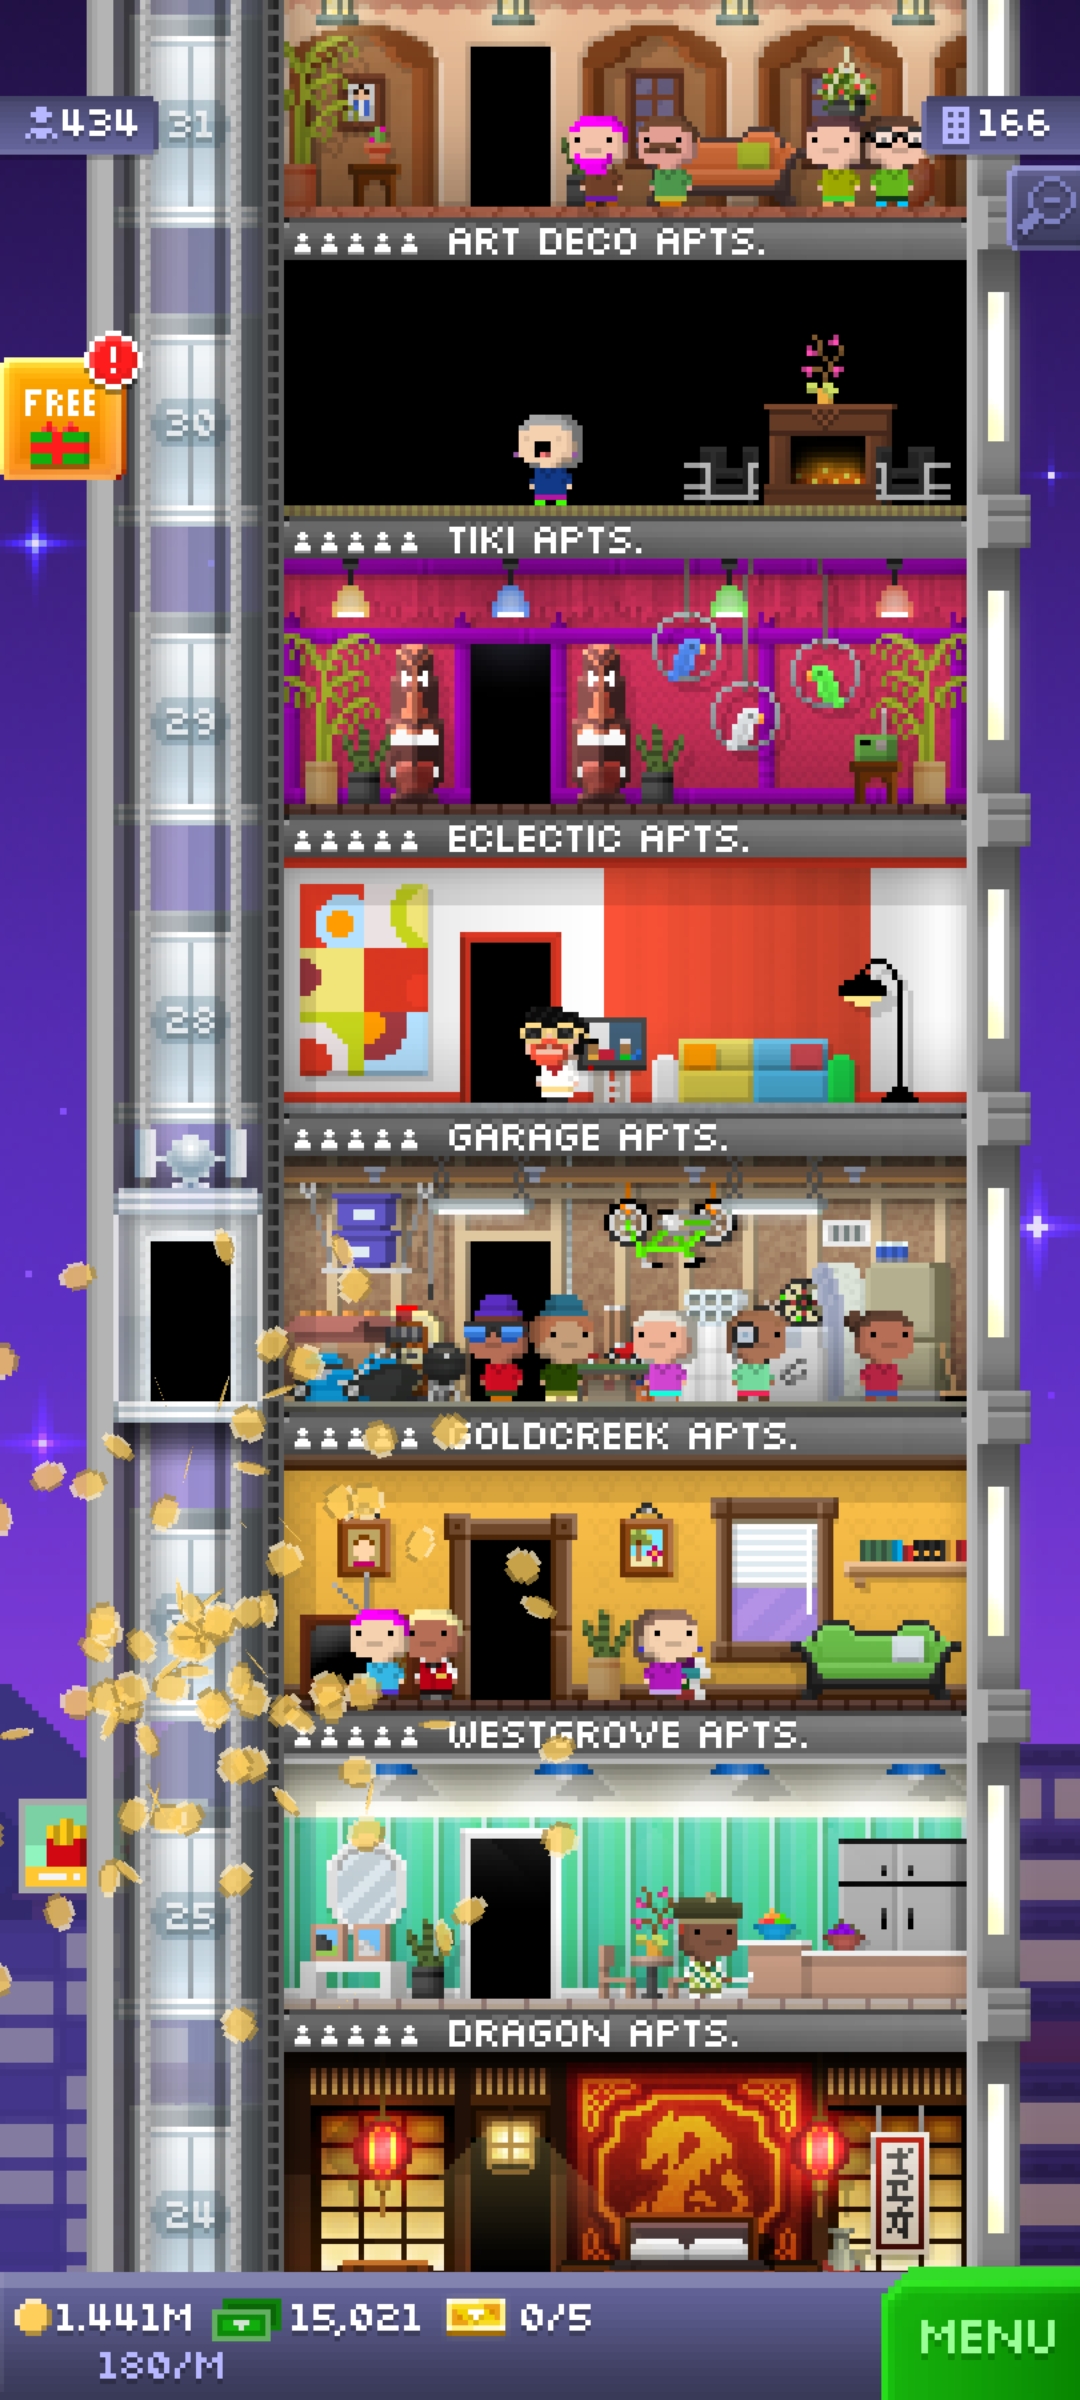 434
31
166
ART DECO APTS.
FREE
!
30
TIKI APTS.
29
ECLECTIC APTS.
28
GARAGE APTS.
GOLDCREEK APTS.
WESTGROVE APTS.
25
DRAGON APTS.
24
1.441M 15,021 0/5
180/M
MENU